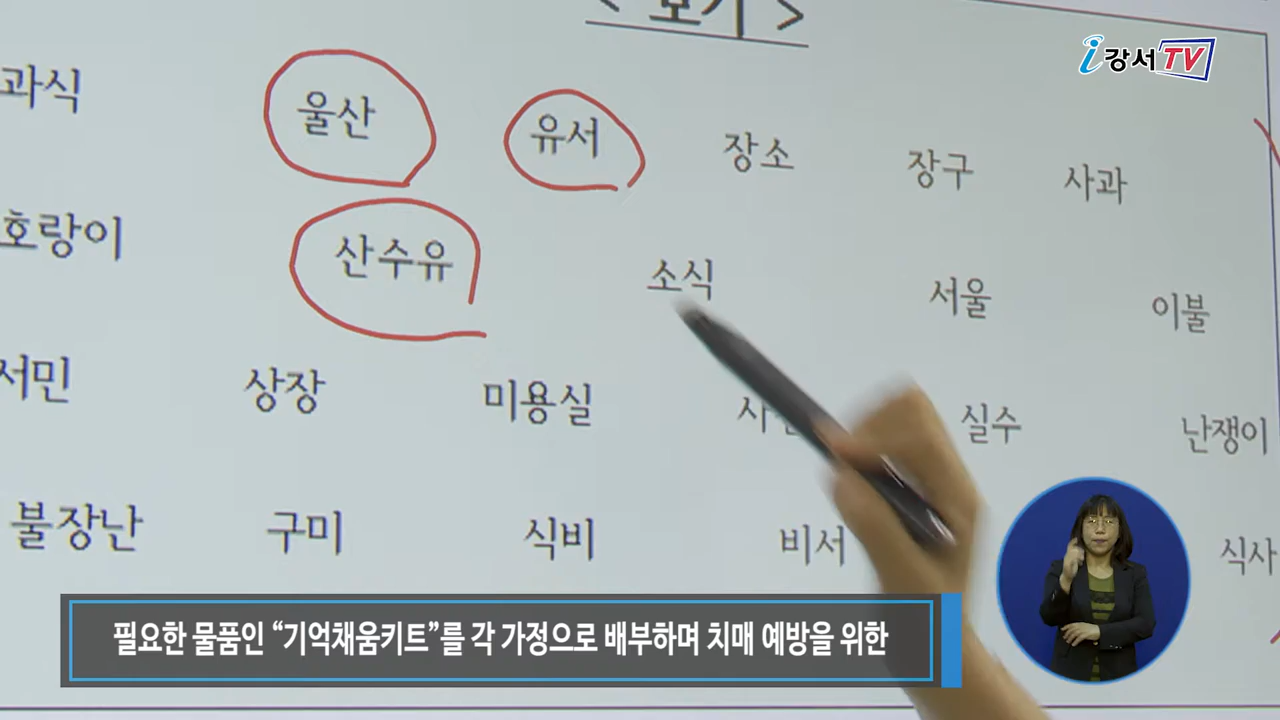 < 보기 >
i강서TV
과식 울산 유서 장소 장구 사과
호랑이 산수유 소식 서울 이불
서민 상장 미용실 실수 난쟁이
불장난 구미 식비 비서 식사
필요한 물품인 “기억채움키트”를 각 가정으로 배부하며 치매 예방을 위한